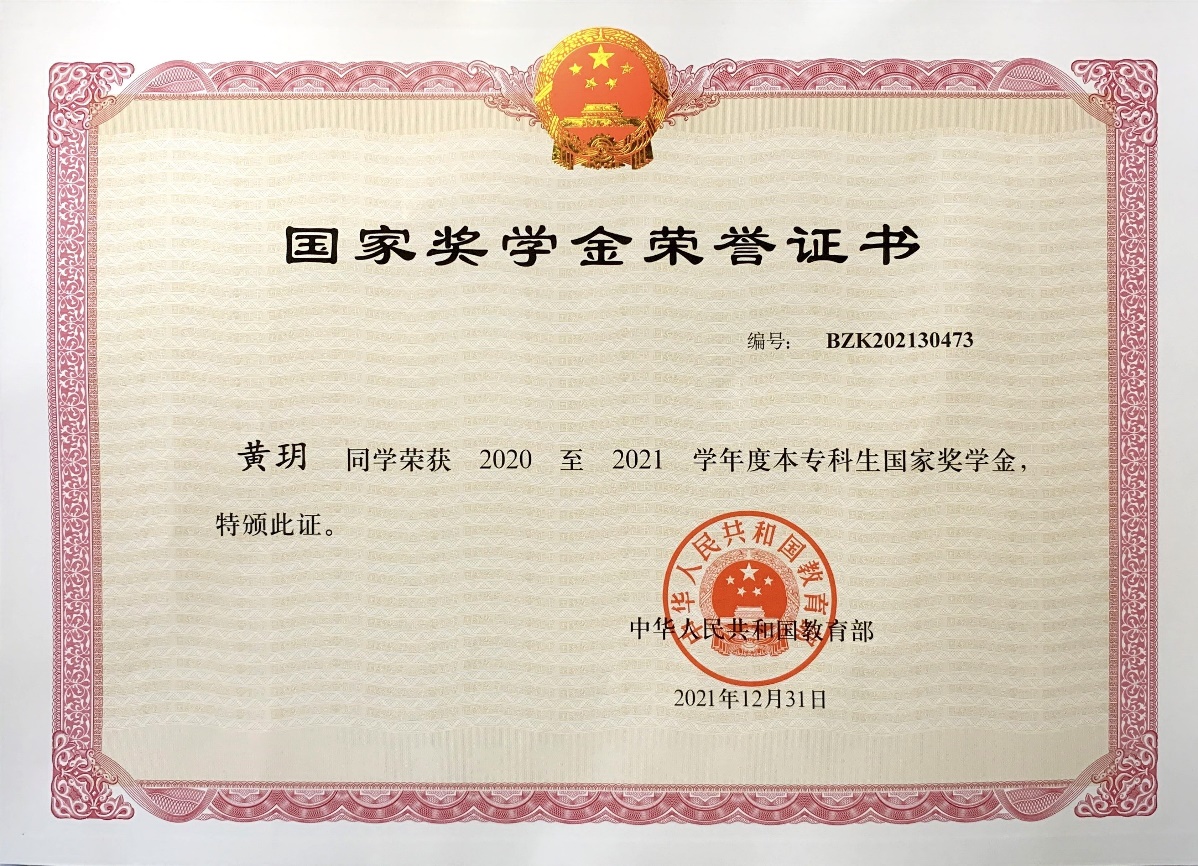 国家奖学金荣誉证书
编号： BZK202130473
黄玥 同学荣获 2020 至 2021 学年度本专科生国家奖学金，
特颁此证。
中华人民共和国教育部
中华人民共和国教育部
2021年12月31日